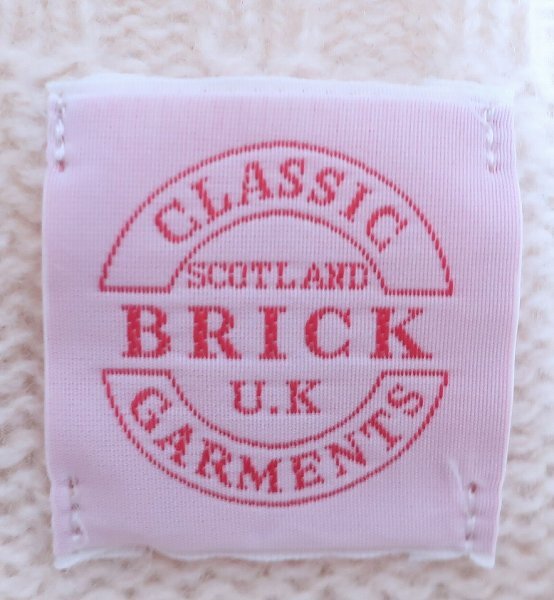 CLASSIC
SCOTLAND
BRICK
U.K
GARMENTS